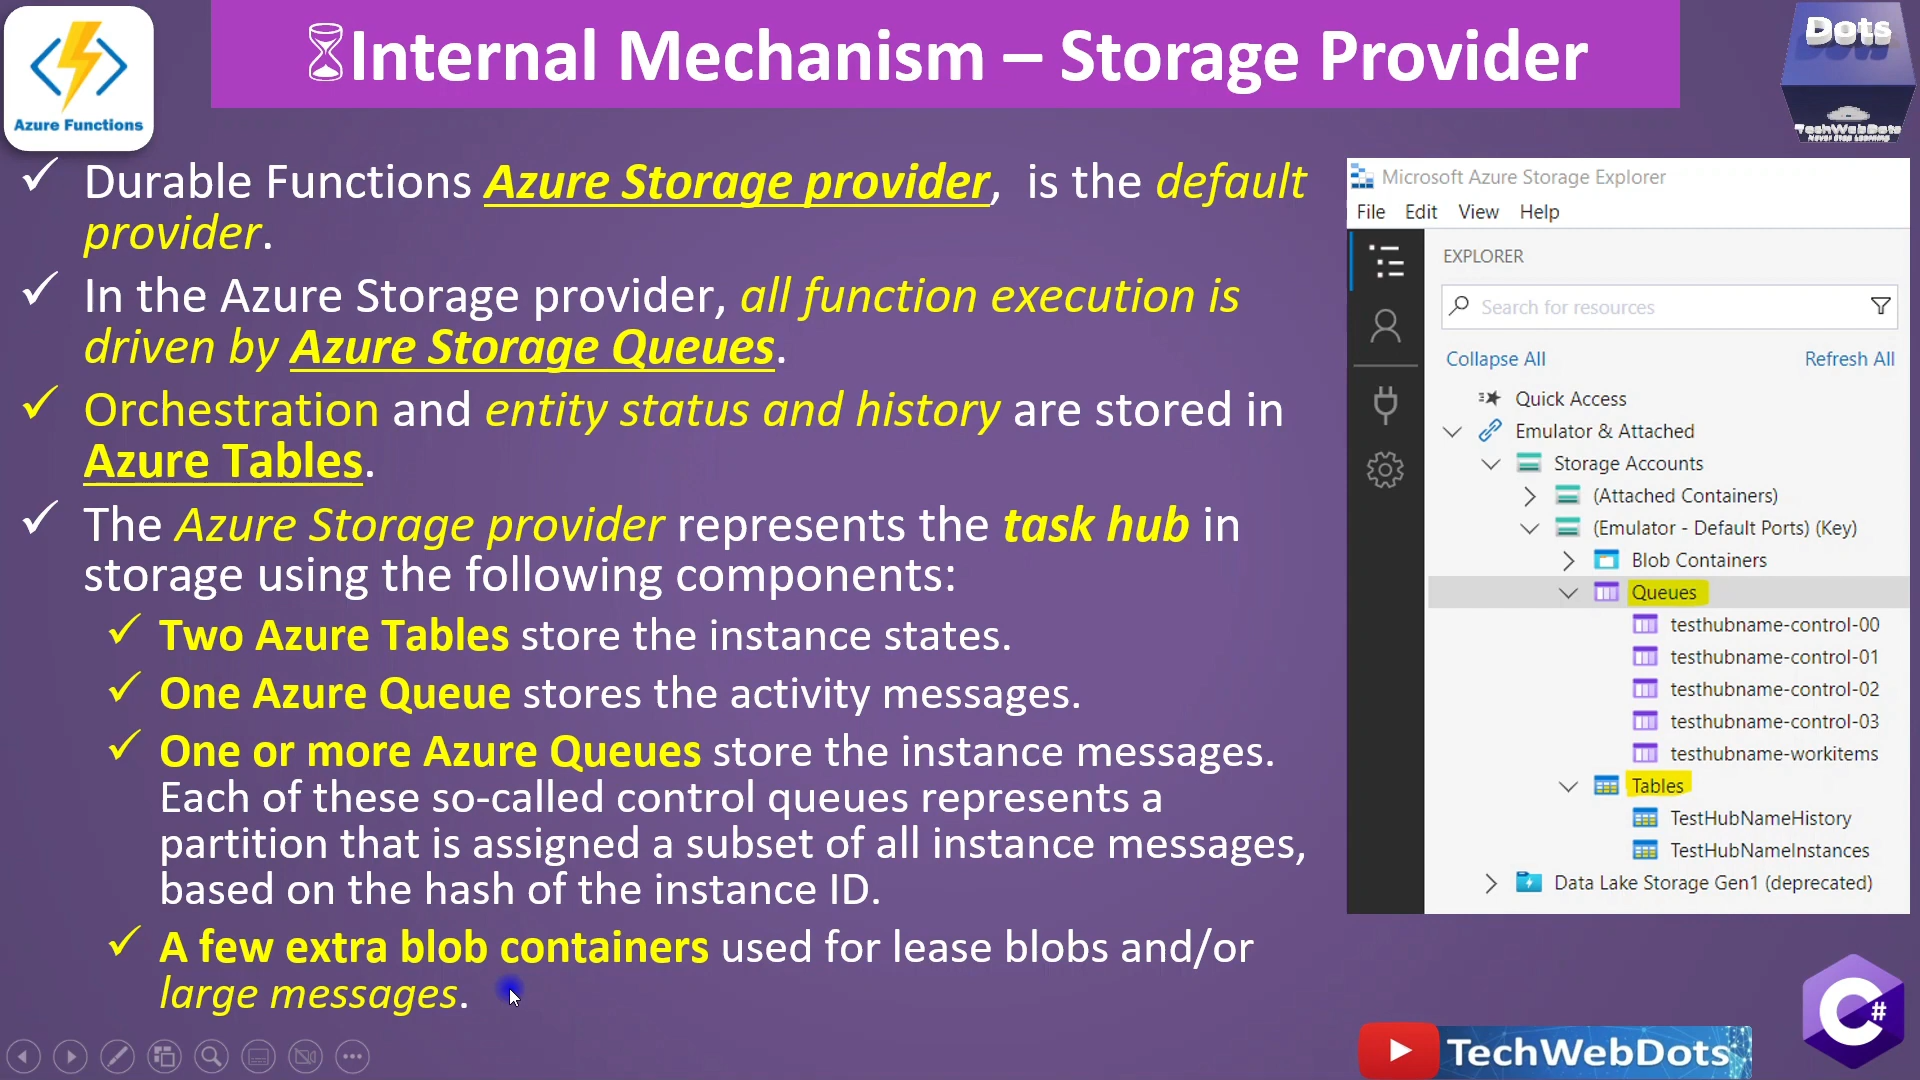 Azure Functions
⏳Internal Mechanism – Storage Provider
Dots
TechWebDots
Never Stop Learning
✓ Durable Functions Azure Storage provider, is the default
provider.
✓ In the Azure Storage provider, all function execution is
driven by Azure Storage Queues.
✓ Orchestration and entity status and history are stored in
Azure Tables.
✓ The Azure Storage provider represents the task hub in
storage using the following components:
✓ Two Azure Tables store the instance states.
✓ One Azure Queue stores the activity messages.
✓ One or more Azure Queues store the instance messages.
Each of these so-called control queues represents a
partition that is assigned a subset of all instance messages,
based on the hash of the instance ID.
✓ A few extra blob containers used for lease blobs and/or
large messages.
Microsoft Azure Storage Explorer
File Edit View Help
EXPLORER
Search for resources
Collapse All Refresh All
Quick Access
Emulator & Attached
Storage Accounts
(Attached Containers)
(Emulator - Default Ports) (Key)
Blob Containers
Queues
testhubname-control-00
testhubname-control-01
testhubname-control-02
testhubname-control-03
testhubname-workitems
Tables
TestHubNameHistory
TestHubNameInstances
Data Lake Storage Gen1 (deprecated)
C#
TechWebDots